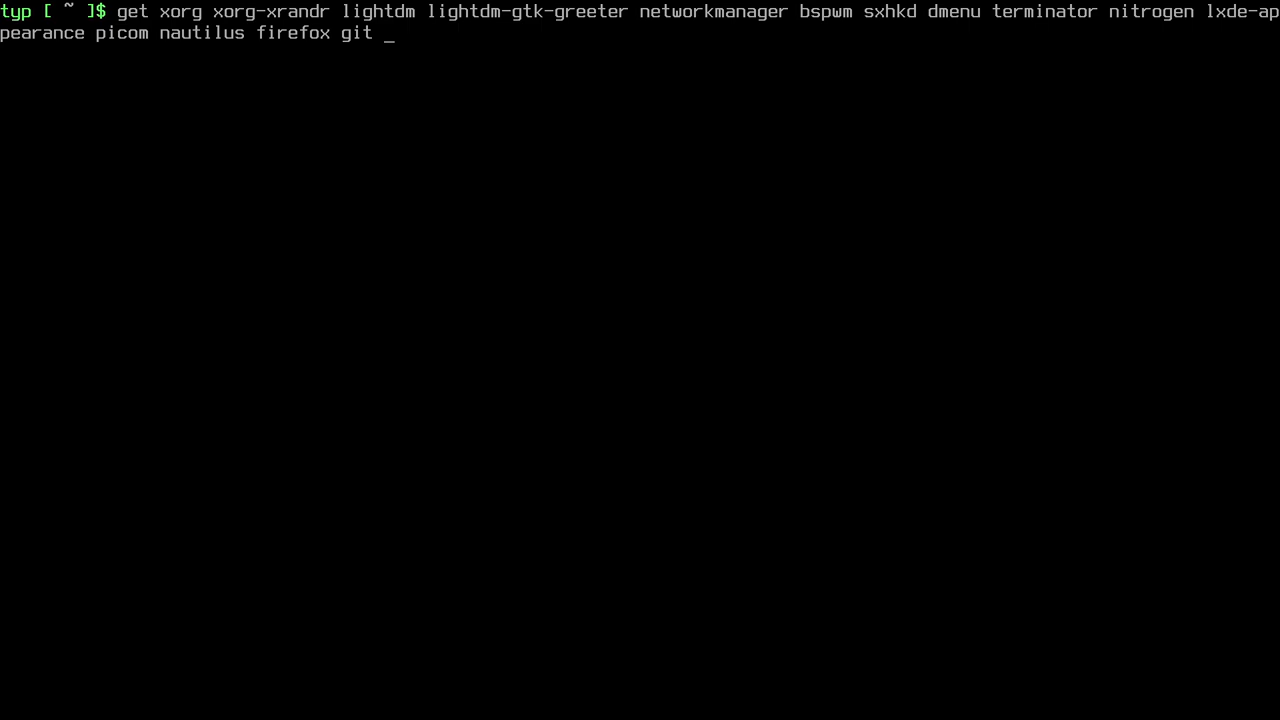 typ [ ~ ]$ get xorg xorg-xrandr lightdm lightdm-gtk-greeter networkmanager bspwm sxhkd dmenu terminator nitrogen lxde-ap
pearance picom nautilus firefox git _